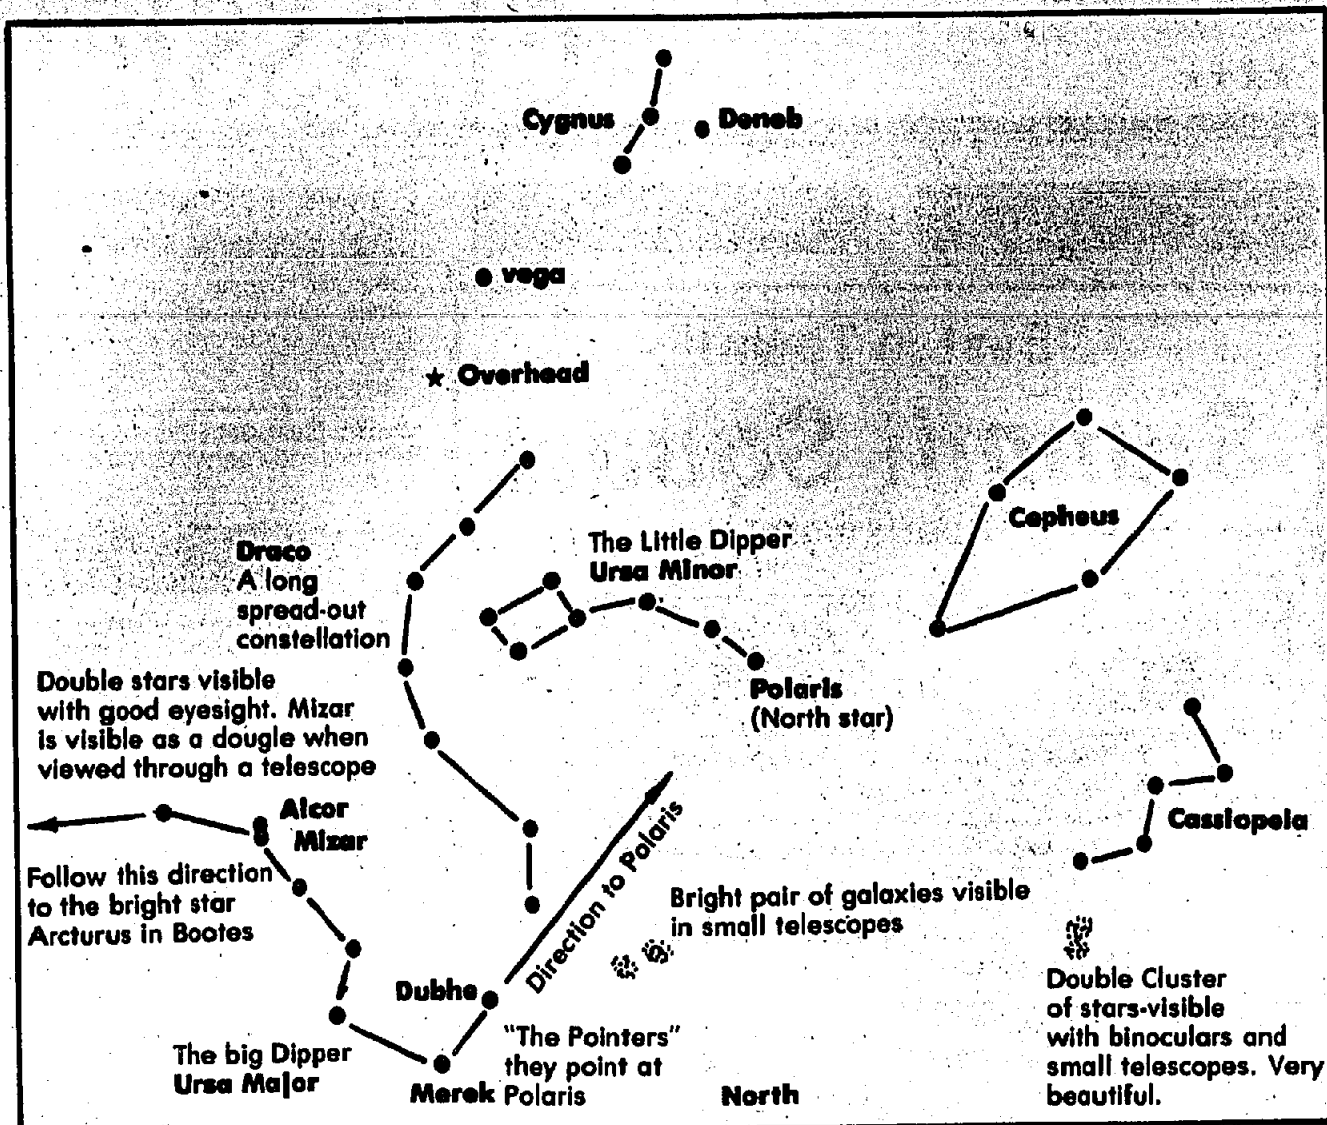 Cygnus
Deneb
vega
Overhead
Cepheus
The Little Dipper
Ursa Minor
Draco
A long
spread-out
constellation
Polaris
(North star)
Double stars visible
with good eyesight. Mizar
is visible as a dougle when
viewed through a telescope
Alcor
Mizar
Cassiopeia
Follow this direction
to the bright star
Arcturus in Bootes
Direction to Polaris
Bright pair of galaxies visible
in small telescopes
Dubhe
Double Cluster
of stars-visible
with binoculars and
small telescopes. Very
beautiful.
"The Pointers"
they point at
Polaris
The big Dipper
Ursa Major
Merek
North